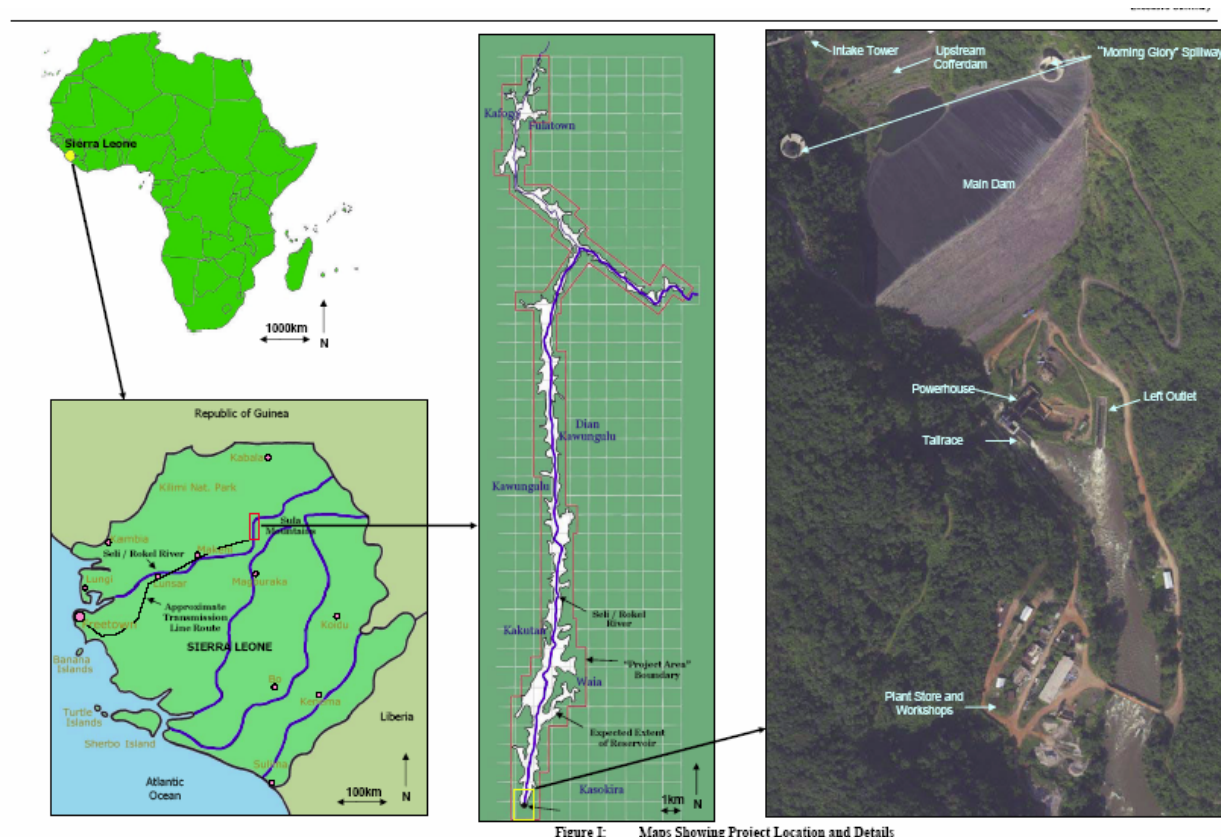 Sierra Leone
1000km
N
Republic of Guinea
Kabala
Kilimi Nat. Park
Sula
Mountains
Kambia
Makeni
Seli / Rokel River
Lungi
Lunsar
Magburaka
Approximate
Transmission
Line Route
Freetown
Koidu
SIERRA LEONE
Banana
Islands
Bo
Kenema
Turtle
Islands
Liberia
Sherbo Island
Sulima
Atlantic
Ocean
100km
N
Kafogo
Fulatown
Dian
Kawungulu
Kawungulu
Seli / Rokel
River
Kakutan
"Project Area"
Boundary
Waia
Expected Extent
of Reservoir
Kasokira
1km
N
Intake Tower
Upstream
Cofferdam
"Morning Glory" Spillway
Main Dam
Powerhouse
Left Outlet
Tailrace
Plant Store and
Workshops
Figure I: Maps Showing Project Location and Details